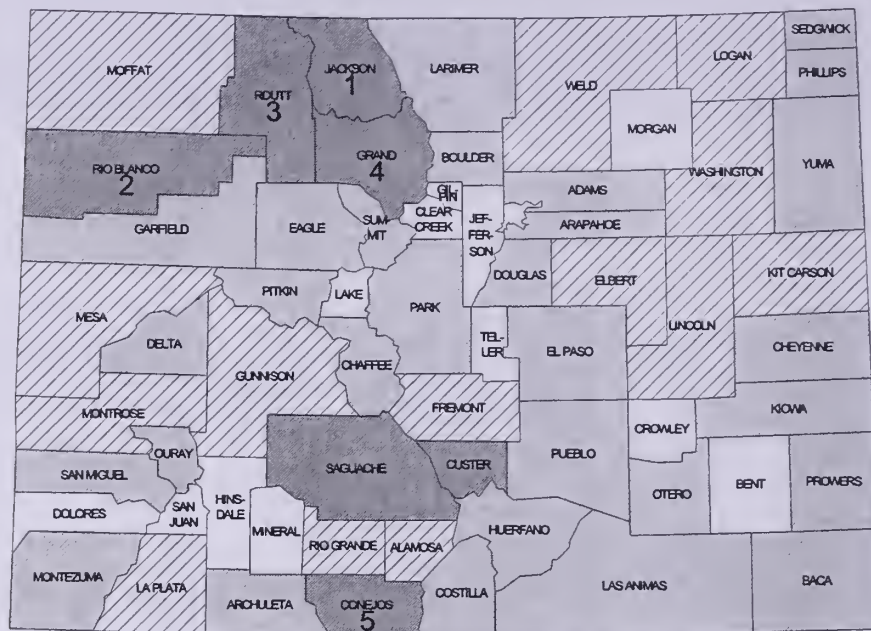 SEDGWICK
MOFFAT
JACKSON
1
LARIMER
LOGAN
PHILLIPS
ROUTT
3
WELD
MORGAN
RIO BLANCO
2
GRAND
4
BOULDER
WASHINGTON
YUMA
GIL-
PIN
ADAMS
GARFIELD
EAGLE
SUM-
MIT
CLEAR
CREEK
JEF-
FER-
SON
ARAPAHOE
DOUGLAS
ELBERT
KIT CARSON
MESA
PITKIN
LAKE
PARK
LINCOLN
DELTA
TEL-
LER
EL PASO
CHEYENNE
GUNNISON
CHAFFEE
MONTROSE
FREMONT
KIOWA
CROWLEY
OURAY
SAGUACHE
CUSTER
PUEBLO
SAN MIGUEL
OTERO
BENT
PROWERS
DOLORES
SAN
JUAN
HINS-
DALE
MINERAL
RIO GRANDE
ALAMOSA
HUERFANO
MONTEZUMA
LA PLATA
ARCHULETA
CONEJOS
5
COSTILLA
LAS ANIMAS
BACA